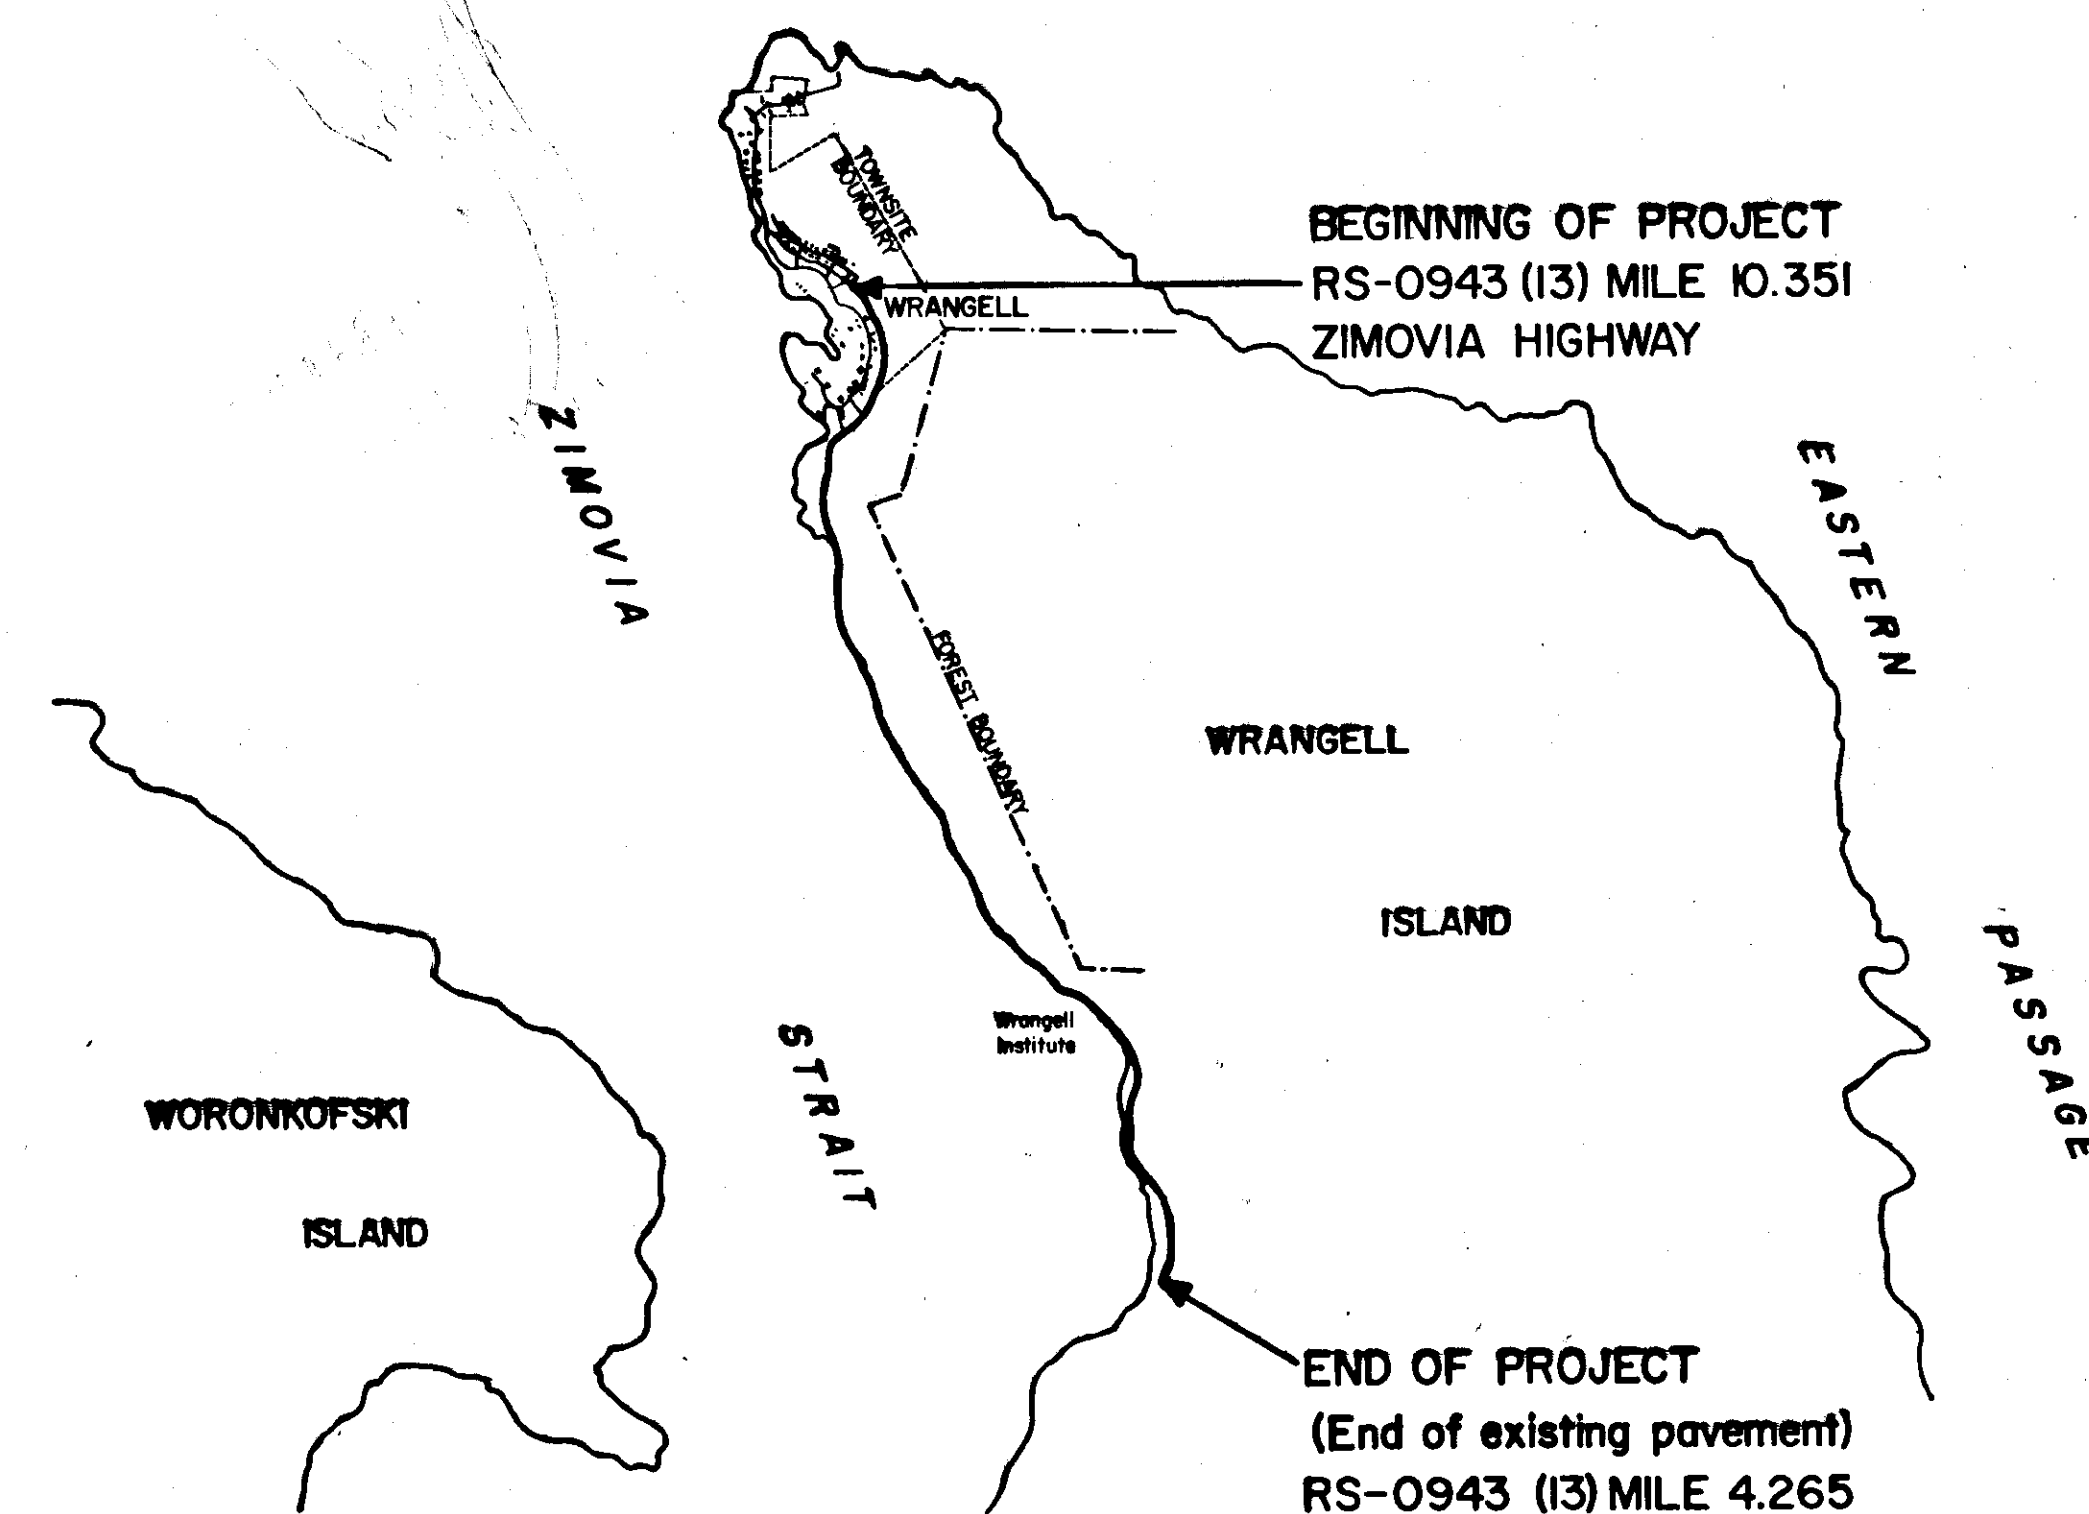 TOWNSITE
BOUNDARY
BEGINNING OF PROJECT
RS-0943 (13) MILE 10.351
ZIMOVIA HIGHWAY
WRANGELL
ZIMOVIA
EASTERN
FOREST BOUNDARY
WRANGELL
ISLAND
PASSAGE
Wrangell
Institute
STRAIT
WORONKOFSKI
ISLAND
END OF PROJECT
(End of existing pavement)
RS-0943 (13) MILE 4.265